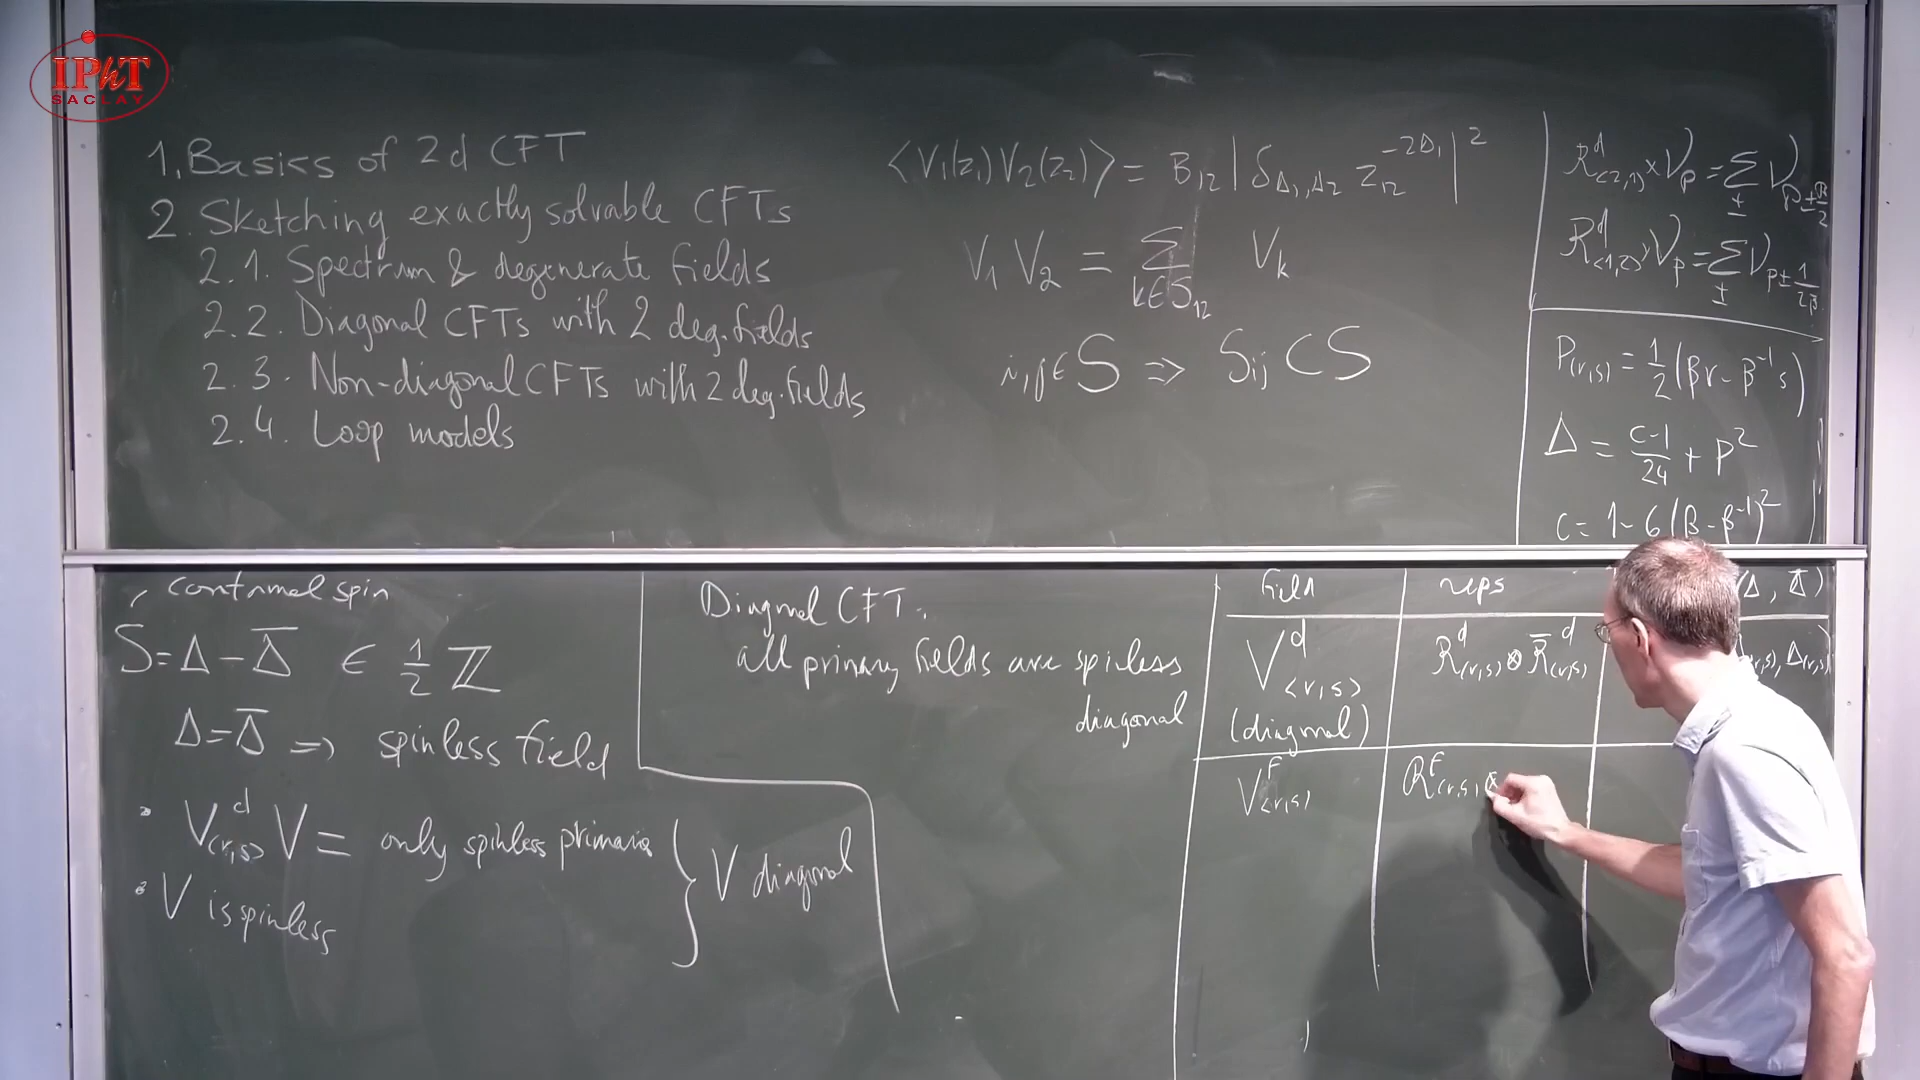 IPhT
SACLAY
1. Basics of 2d CFT
2. Sketching exactly solvable CFTs
2.1. Spectrum & degenerate fields
2.2. Diagonal CFTs with 2 deg. fields
2.3. Non-diagonal CFTs with 2 deg. fields
2.4. Loop models
<V₁(z₁)V₂(z₂)> = B₁₂ |δ_{Δ₁,Δ₂} z₁₂^{-2Δ₁}|²
V₁ V₂ = Σ_{k∈S₁₂} V_k
i,j∈S ⇒ S_{ij} ⊂ S
R^d_{<2,1>} × V_P = Σ_± V_{P±β/2}
R^d_{<1,2>} × V_P = Σ_± V_{P±1/2β}
P_{(r,s)} = 1/2 (βr - β⁻¹s)
Δ = (c-1)/24 + P²
c = 1 - 6(β - β⁻¹)²
conformal spin
S = Δ - Δ̄ ∈ 1/2 ℤ
Δ = Δ̄ ⇒ spinless field
V^d_{<r,s>} V = only spinless primaries
V is spinless
} V diagonal
Diagonal CFT:
all primary fields are spinless
diagonal
field
reps
(Δ, Δ̄)
V^d_{<r,s>}
(diagonal)
R^d_{<r,s>} ⊗ R̄^d_{<r,s>}
Δ_{(r,s)})
V^f_{<r,s>}
R^f_{<r,s>} ⊗